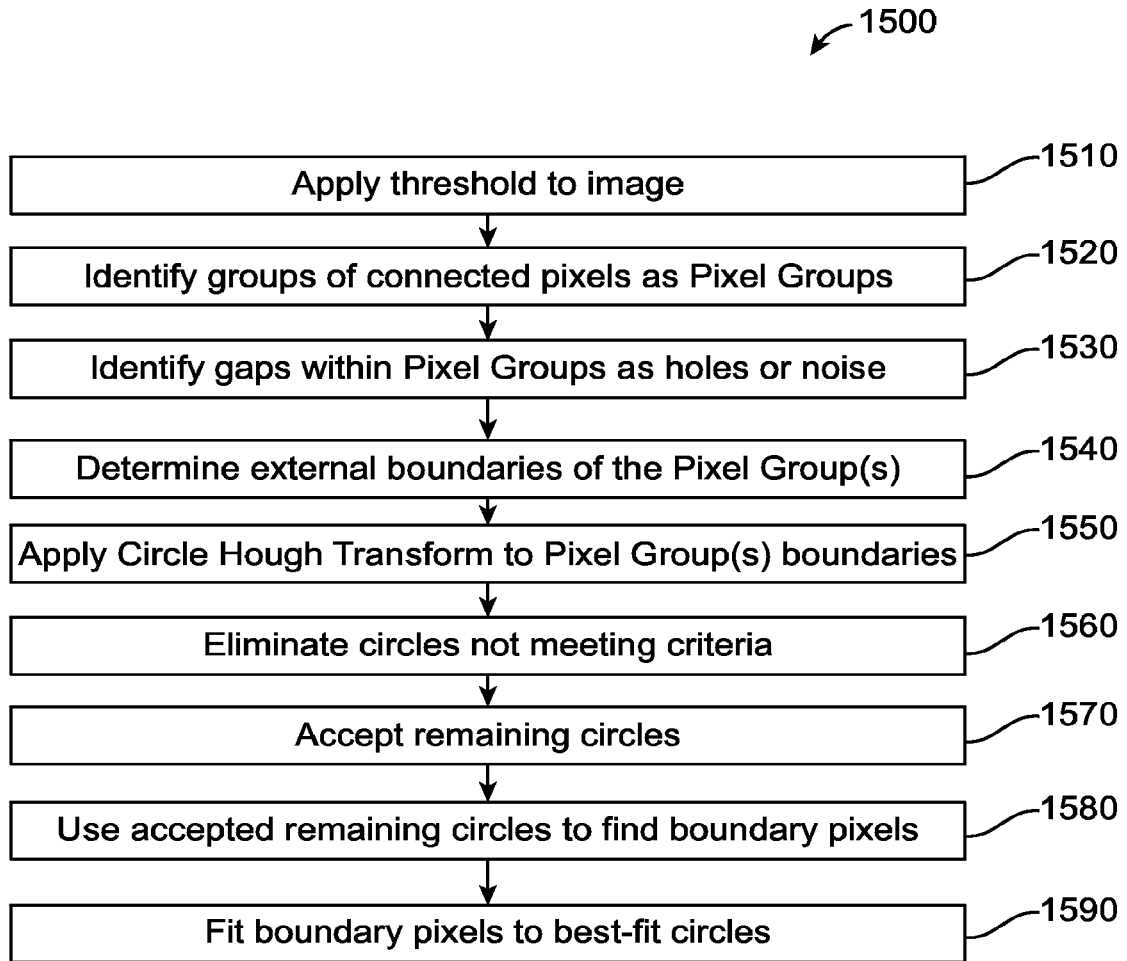 1500
Apply threshold to image
1510
Identify groups of connected pixels as Pixel Groups
1520
Identify gaps within Pixel Groups as holes or noise
1530
Determine external boundaries of the Pixel Group(s)
1540
Apply Circle Hough Transform to Pixel Group(s) boundaries
1550
Eliminate circles not meeting criteria
1560
Accept remaining circles
1570
Use accepted remaining circles to find boundary pixels
1580
Fit boundary pixels to best-fit circles
1590